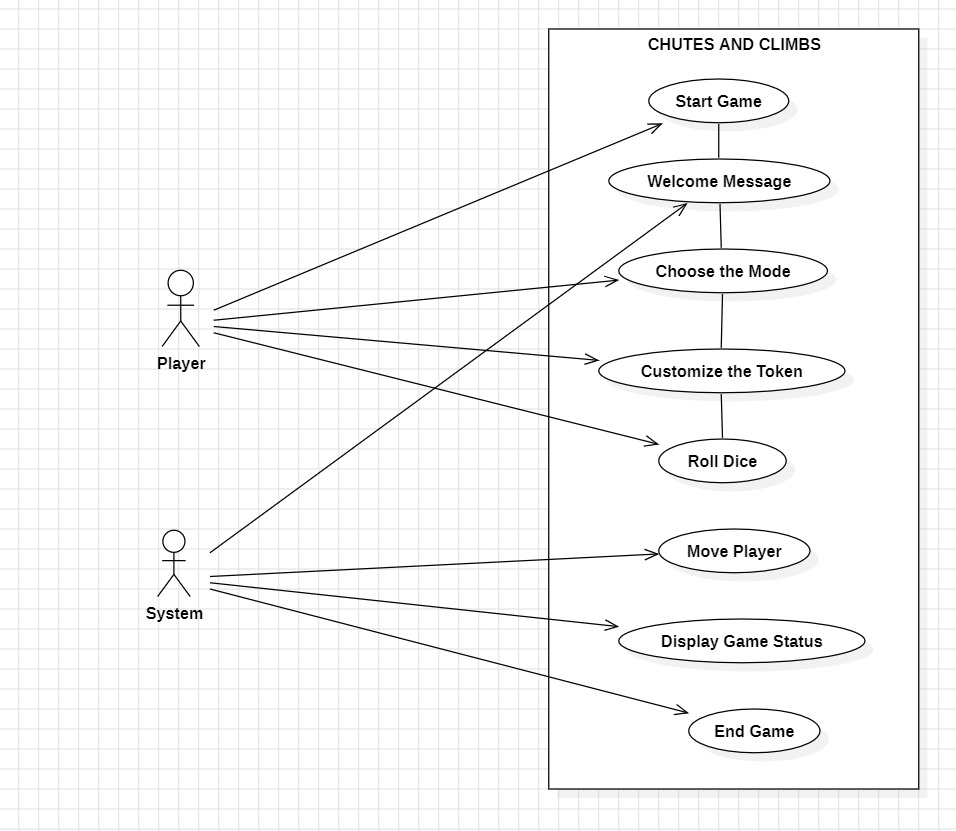 CHUTES AND CLIMBS
Start Game
Welcome Message
Choose the Mode
Player
Customize the Token
Roll Dice
Move Player
System
Display Game Status
End Game